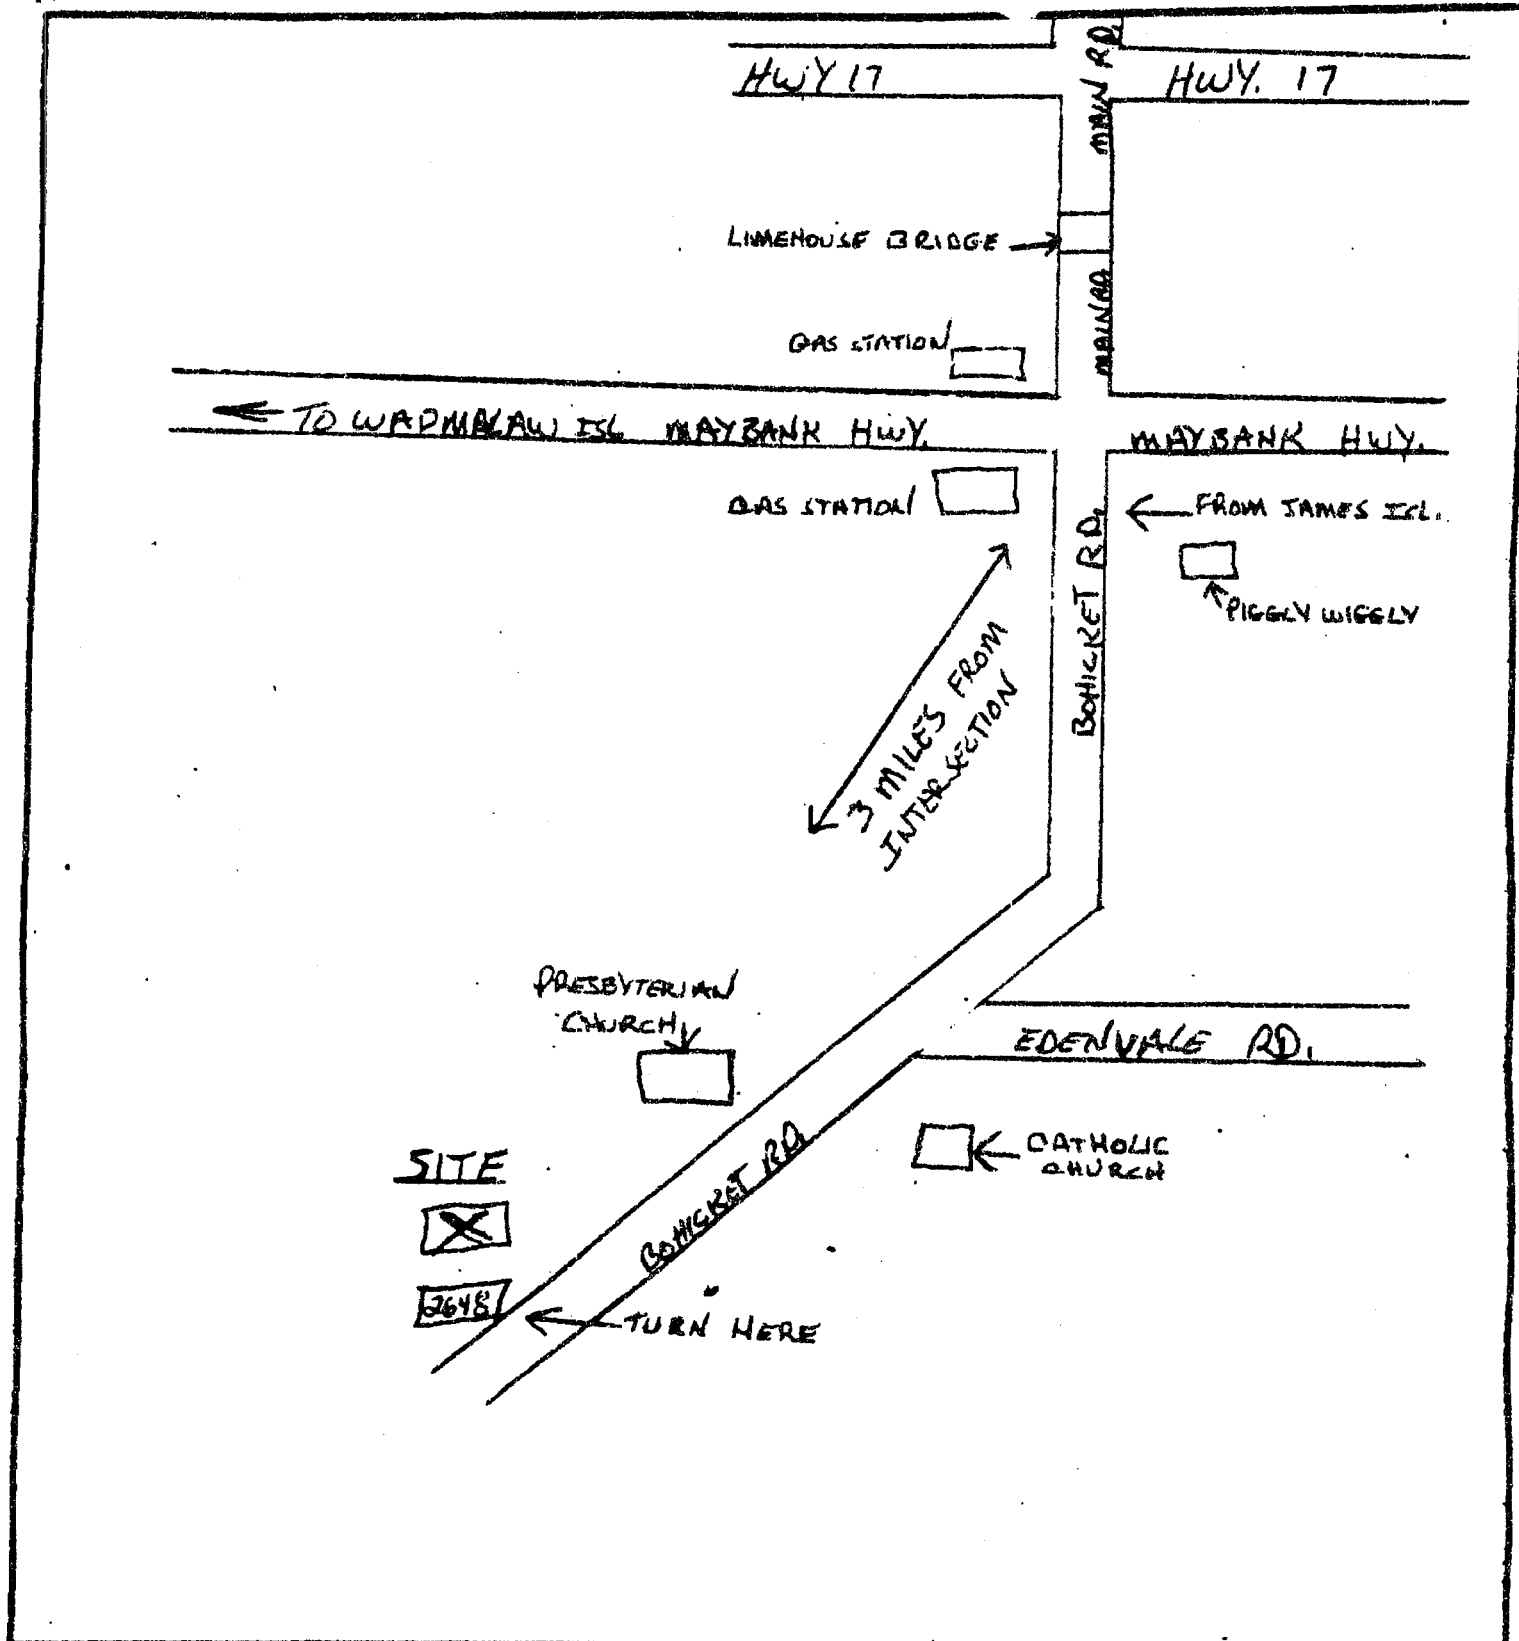 MAIN RD.
HWY 17
HWY. 17
LIMEHOUSE BRIDGE
MAIN RD
GAS STATION
TO WADMALAW ISL MAYBANK HWY.
MAYBANK HWY.
GAS STATION
BOHICKET RD.
FROM JAMES ISL.
PIGGLY WIGGLY
3 MILES FROM
INTERSECTION
PRESBYTERIAN
CHURCH
EDENVALE RD.
BOHICKET RD.
CATHOLIC
CHURCH
SITE
X
2648
TURN HERE